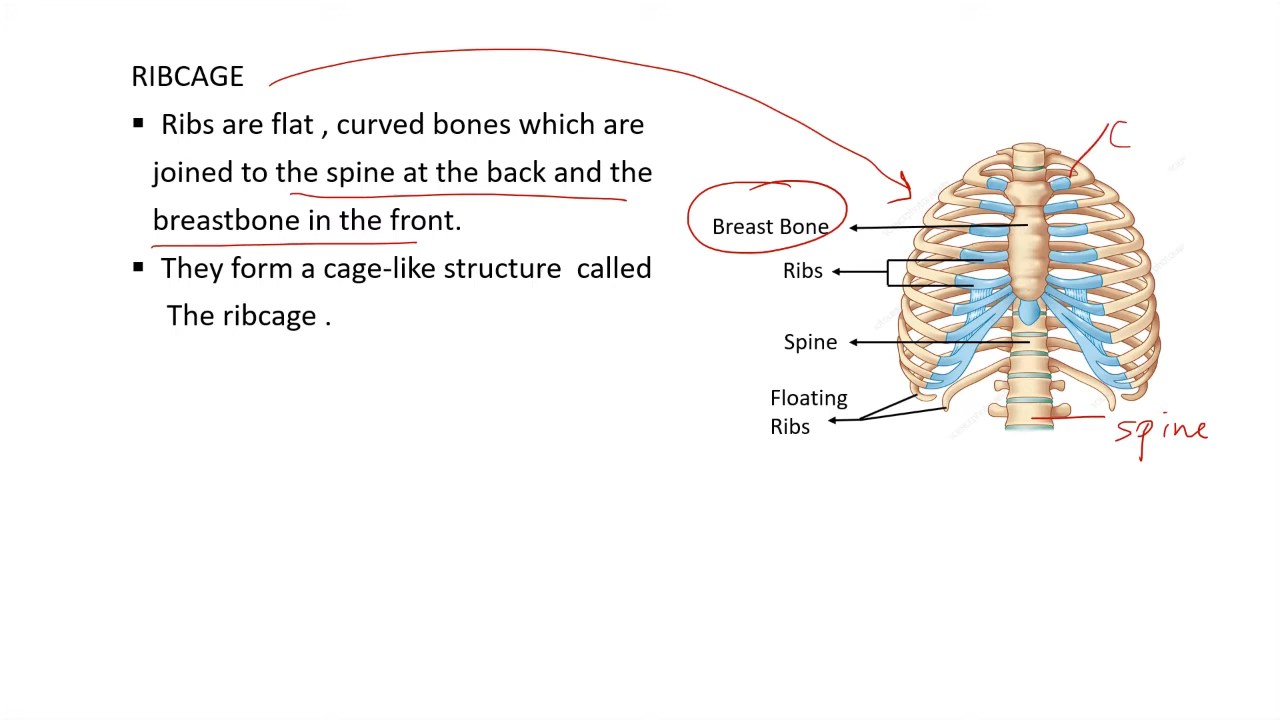 RIBCAGE
▪ Ribs are flat , curved bones which are
joined to the spine at the back and the
breastbone in the front.
▪ They form a cage-like structure called
The ribcage .
C
Breast Bone
Ribs
Spine
Floating
Ribs
spine